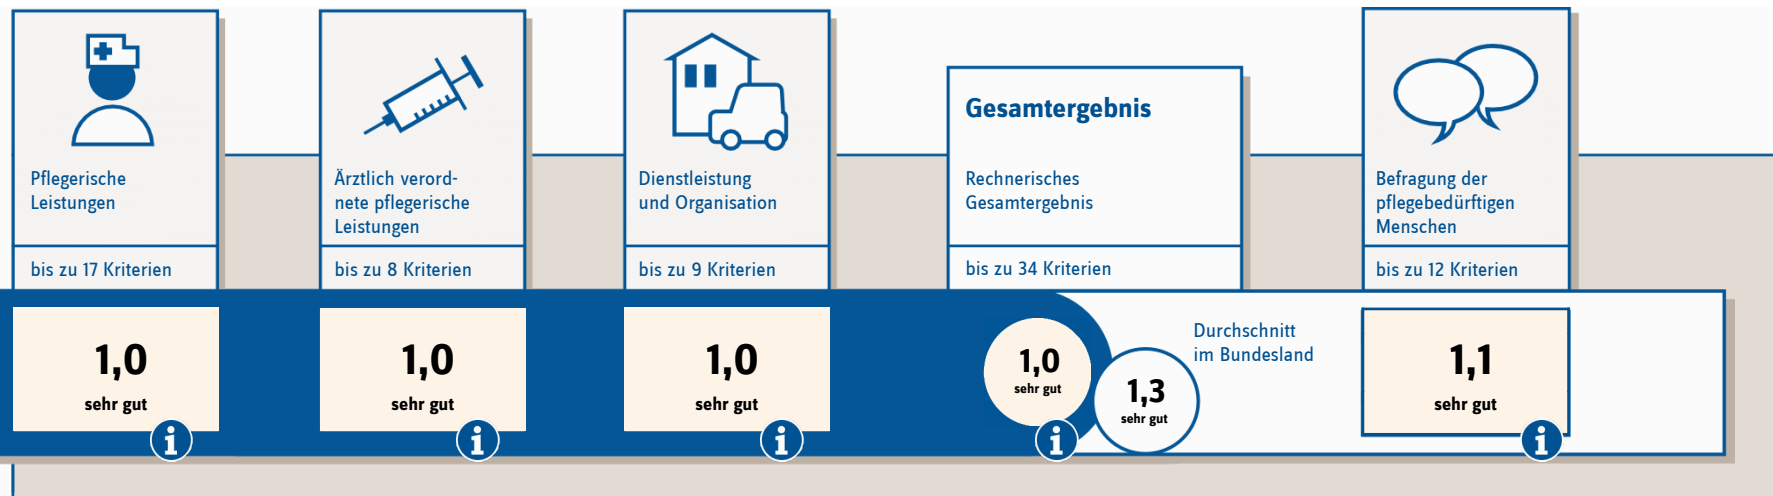 Pflegerische
Leistungen
bis zu 17 Kriterien
1,0
sehr gut
i
Ärztlich verord-
nete pflegerische
Leistungen
bis zu 8 Kriterien
1,0
sehr gut
i
Dienstleistung
und Organisation
bis zu 9 Kriterien
1,0
sehr gut
i
Gesamtergebnis
Rechnerisches
Gesamtergebnis
bis zu 34 Kriterien
1,0
sehr gut
i
1,3
sehr gut
Durchschnitt
im Bundesland
Befragung der
pflegebedürftigen
Menschen
bis zu 12 Kriterien
1,1
sehr gut
i